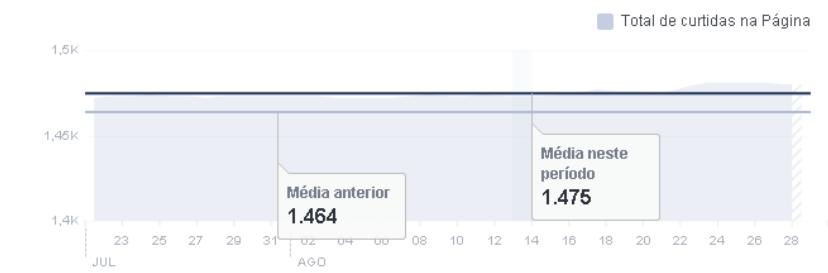 Total de curtidas na Página
1,5K
1,45K
1,4K
Média anterior
1.464
Média neste
período
1.475
23 25 27 29 31 02 04 06 08 10 12 14 16 18 20 22 24 26 28
JUL AGO